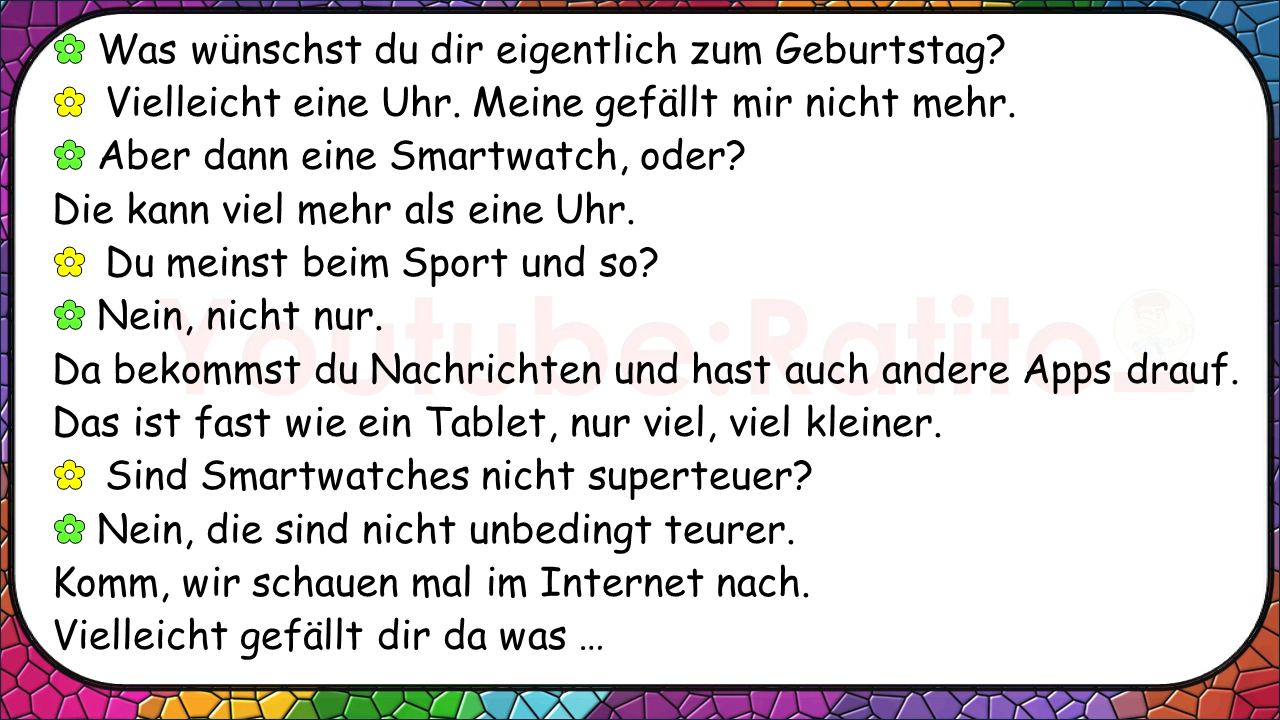 Was wünschst du dir eigentlich zum Geburtstag?
Vielleicht eine Uhr. Meine gefällt mir nicht mehr.
Aber dann eine Smartwatch, oder?
Die kann viel mehr als eine Uhr.
Du meinst beim Sport und so?
Nein, nicht nur.
Youtube:Ratito_
Da bekommst du Nachrichten und hast auch andere Apps drauf.
Das ist fast wie ein Tablet, nur viel, viel kleiner.
Sind Smartwatches nicht superteuer?
Nein, die sind nicht unbedingt teurer.
Komm, wir schauen mal im Internet nach.
Vielleicht gefällt dir da was ...